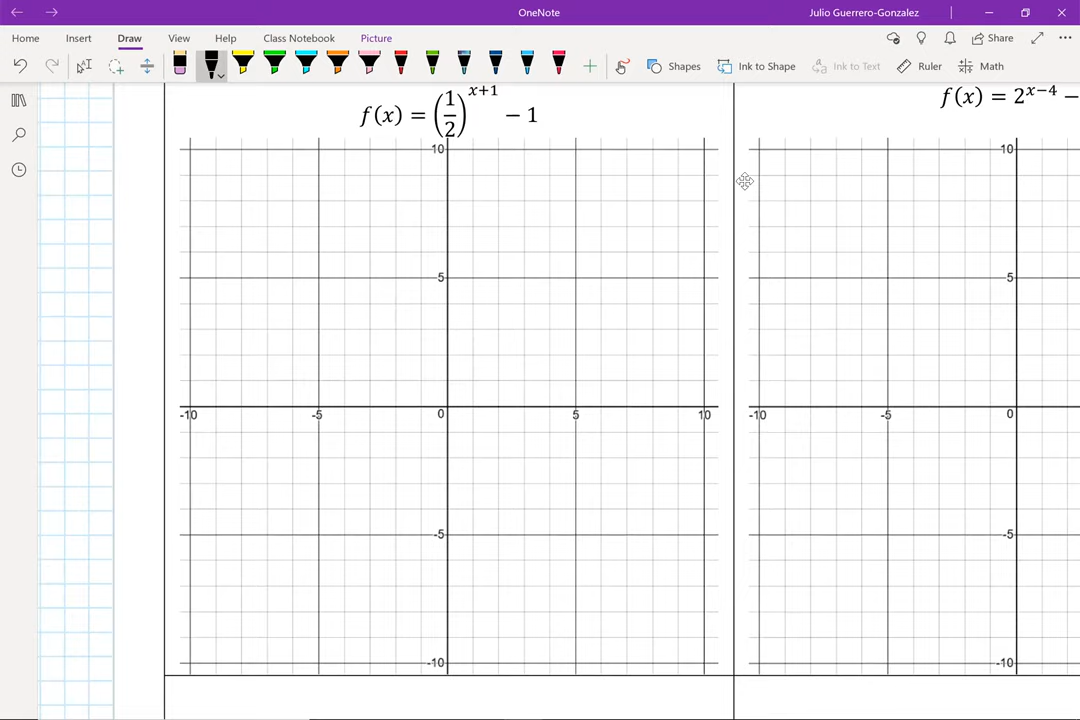 OneNote
Julio Guerrero-Gonzalez
Home Insert Draw View Help Class Notebook Picture
Share
Shapes Ink to Shape Ink to Text Ruler Math
f(x) = (1/2)^{x+1} − 1
10
5
-10 -5 0 5 10
-5
-10
f(x) = 2^{x−4} −
10
5
-10 -5 0
-5
-10